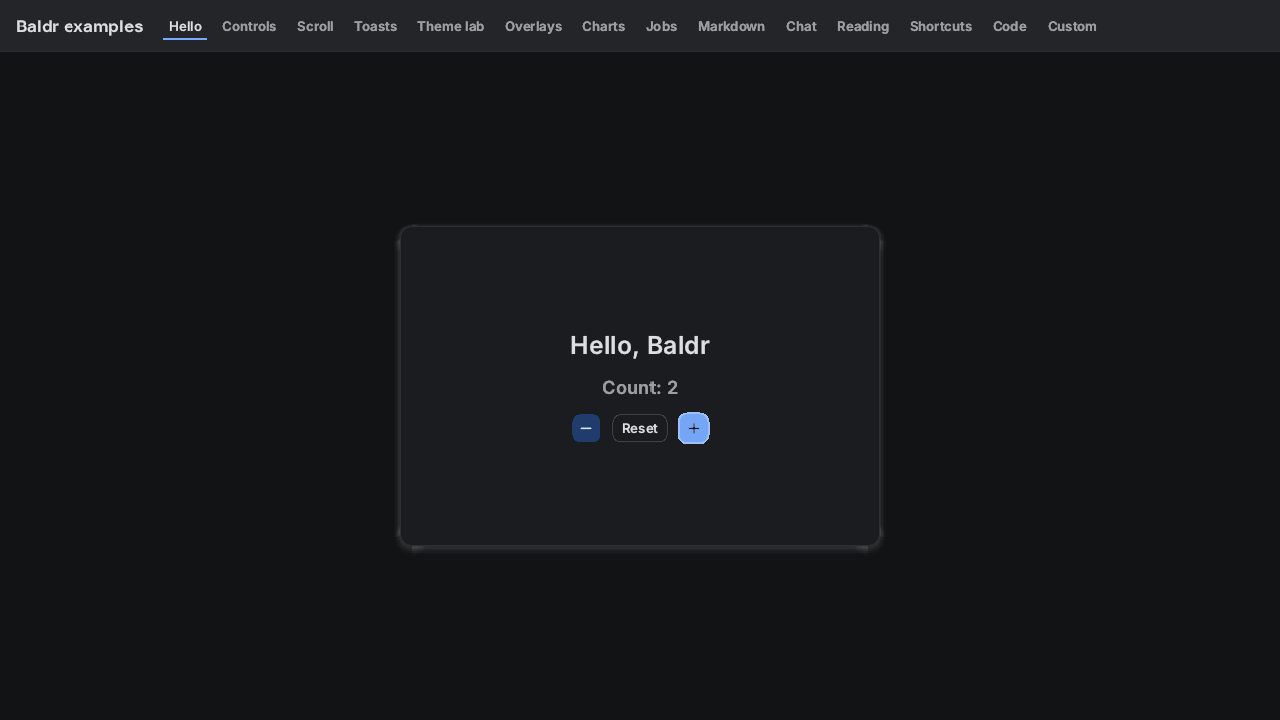 Baldr examples Hello Controls Scroll Toasts Theme lab Overlays Charts Jobs Markdown Chat Reading Shortcuts Code Custom
Hello, Baldr
Count: 2
− Reset +